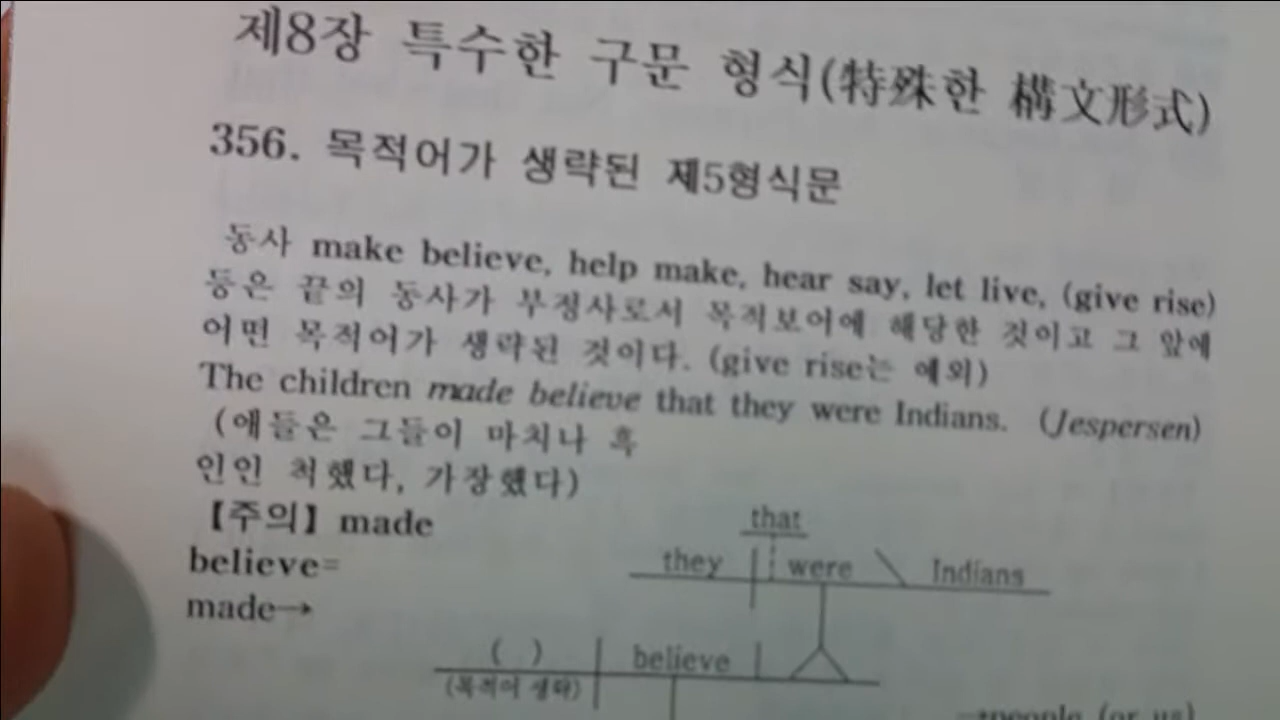 제8장 특수한 구문 형식(特殊한 構文形式)
356. 목적어가 생략된 제5형식문
동사 make believe, help make, hear say, let live, (give rise)
등은 끝의 동사가 부정사로서 목적보어에 해당한 것이고 그 앞에
어떤 목적어가 생략된 것이다. (give rise는 예외)
The children made believe that they were Indians. (Jespersen)
(애들은 그들이 마치나 흑
인인 척했다, 가장했다)
【주의】 made
believe=
made→
that
they were Indians
( ) believe
(목적어 생략)
→people (or us)